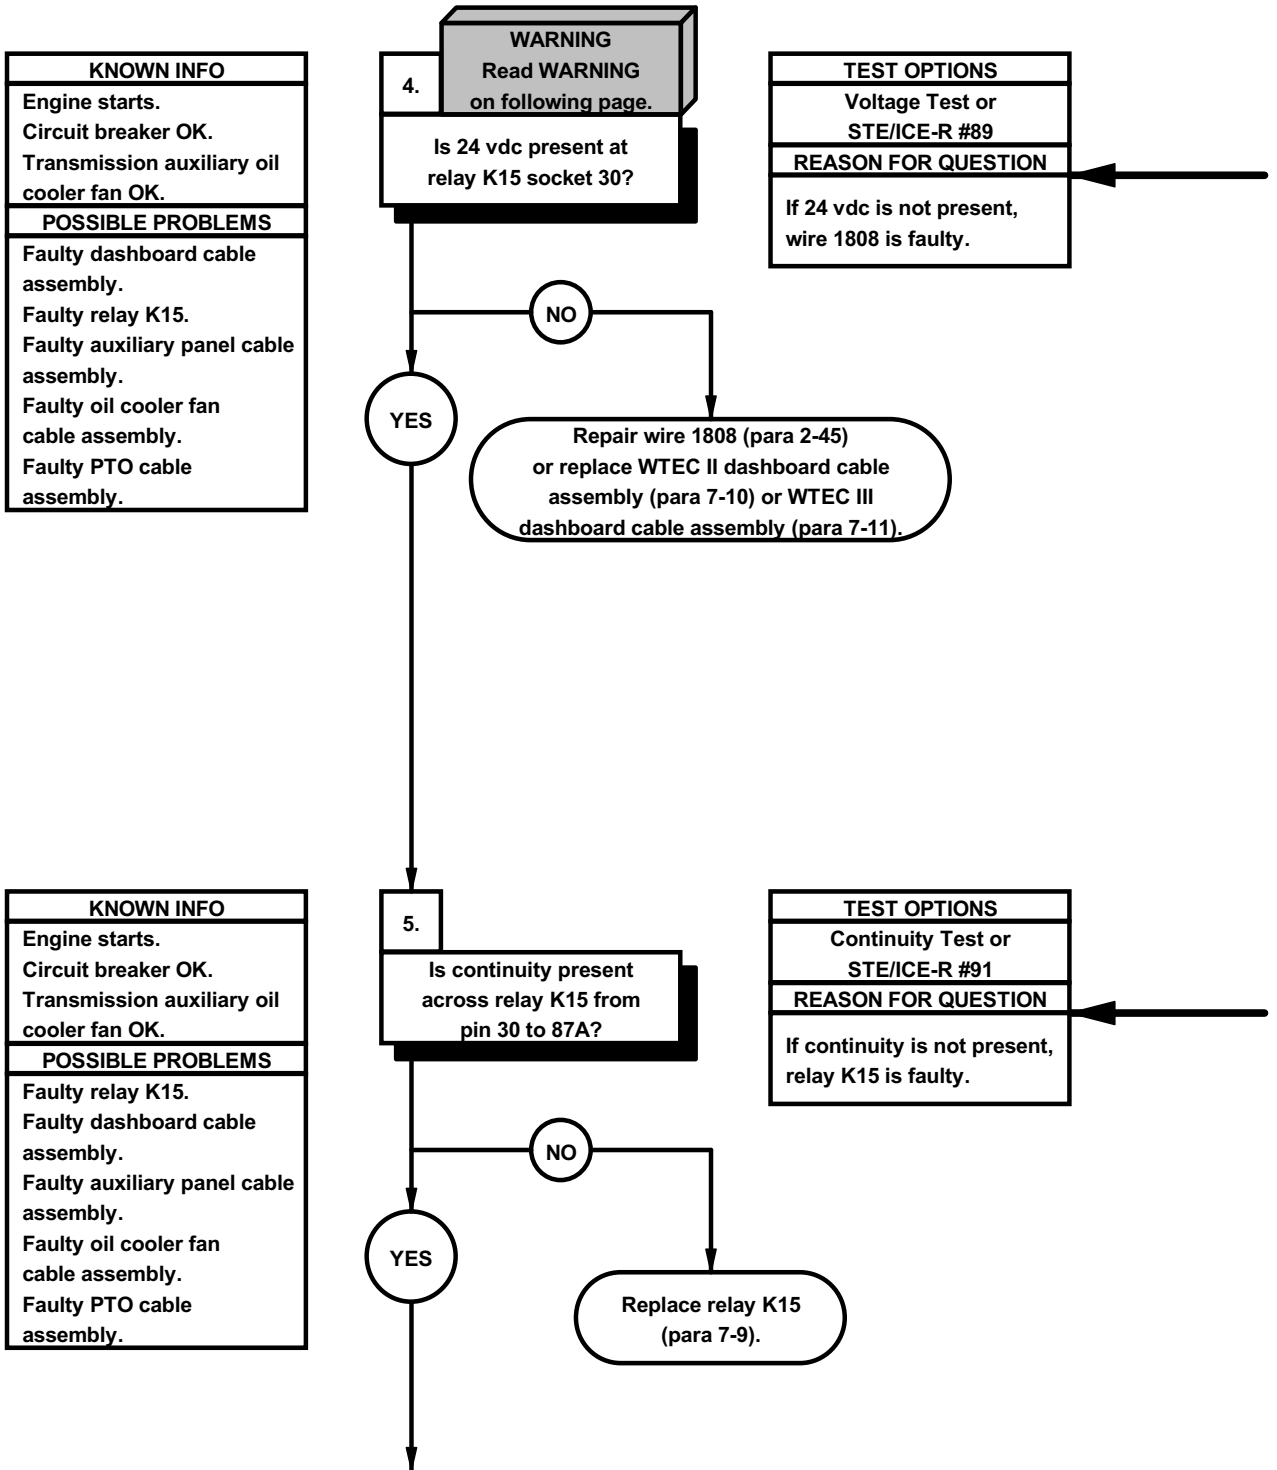 KNOWN INFO
Engine starts.
Circuit breaker OK.
Transmission auxiliary oil
cooler fan OK.
POSSIBLE PROBLEMS
Faulty dashboard cable
assembly.
Faulty relay K15.
Faulty auxiliary panel cable
assembly.
Faulty oil cooler fan
cable assembly.
Faulty PTO cable
assembly.
WARNING
Read WARNING
on following page.
4.
Is 24 vdc present at
relay K15 socket 30?
TEST OPTIONS
Voltage Test or
STE/ICE-R #89
REASON FOR QUESTION
If 24 vdc is not present,
wire 1808 is faulty.
NO
YES
Repair wire 1808 (para 2-45)
or replace WTEC II dashboard cable
assembly (para 7-10) or WTEC III
dashboard cable assembly (para 7-11).
KNOWN INFO
Engine starts.
Circuit breaker OK.
Transmission auxiliary oil
cooler fan OK.
POSSIBLE PROBLEMS
Faulty relay K15.
Faulty dashboard cable
assembly.
Faulty auxiliary panel cable
assembly.
Faulty oil cooler fan
cable assembly.
Faulty PTO cable
assembly.
5.
Is continuity present
across relay K15 from
pin 30 to 87A?
TEST OPTIONS
Continuity Test or
STE/ICE-R #91
REASON FOR QUESTION
If continuity is not present,
relay K15 is faulty.
NO
YES
Replace relay K15
(para 7-9).